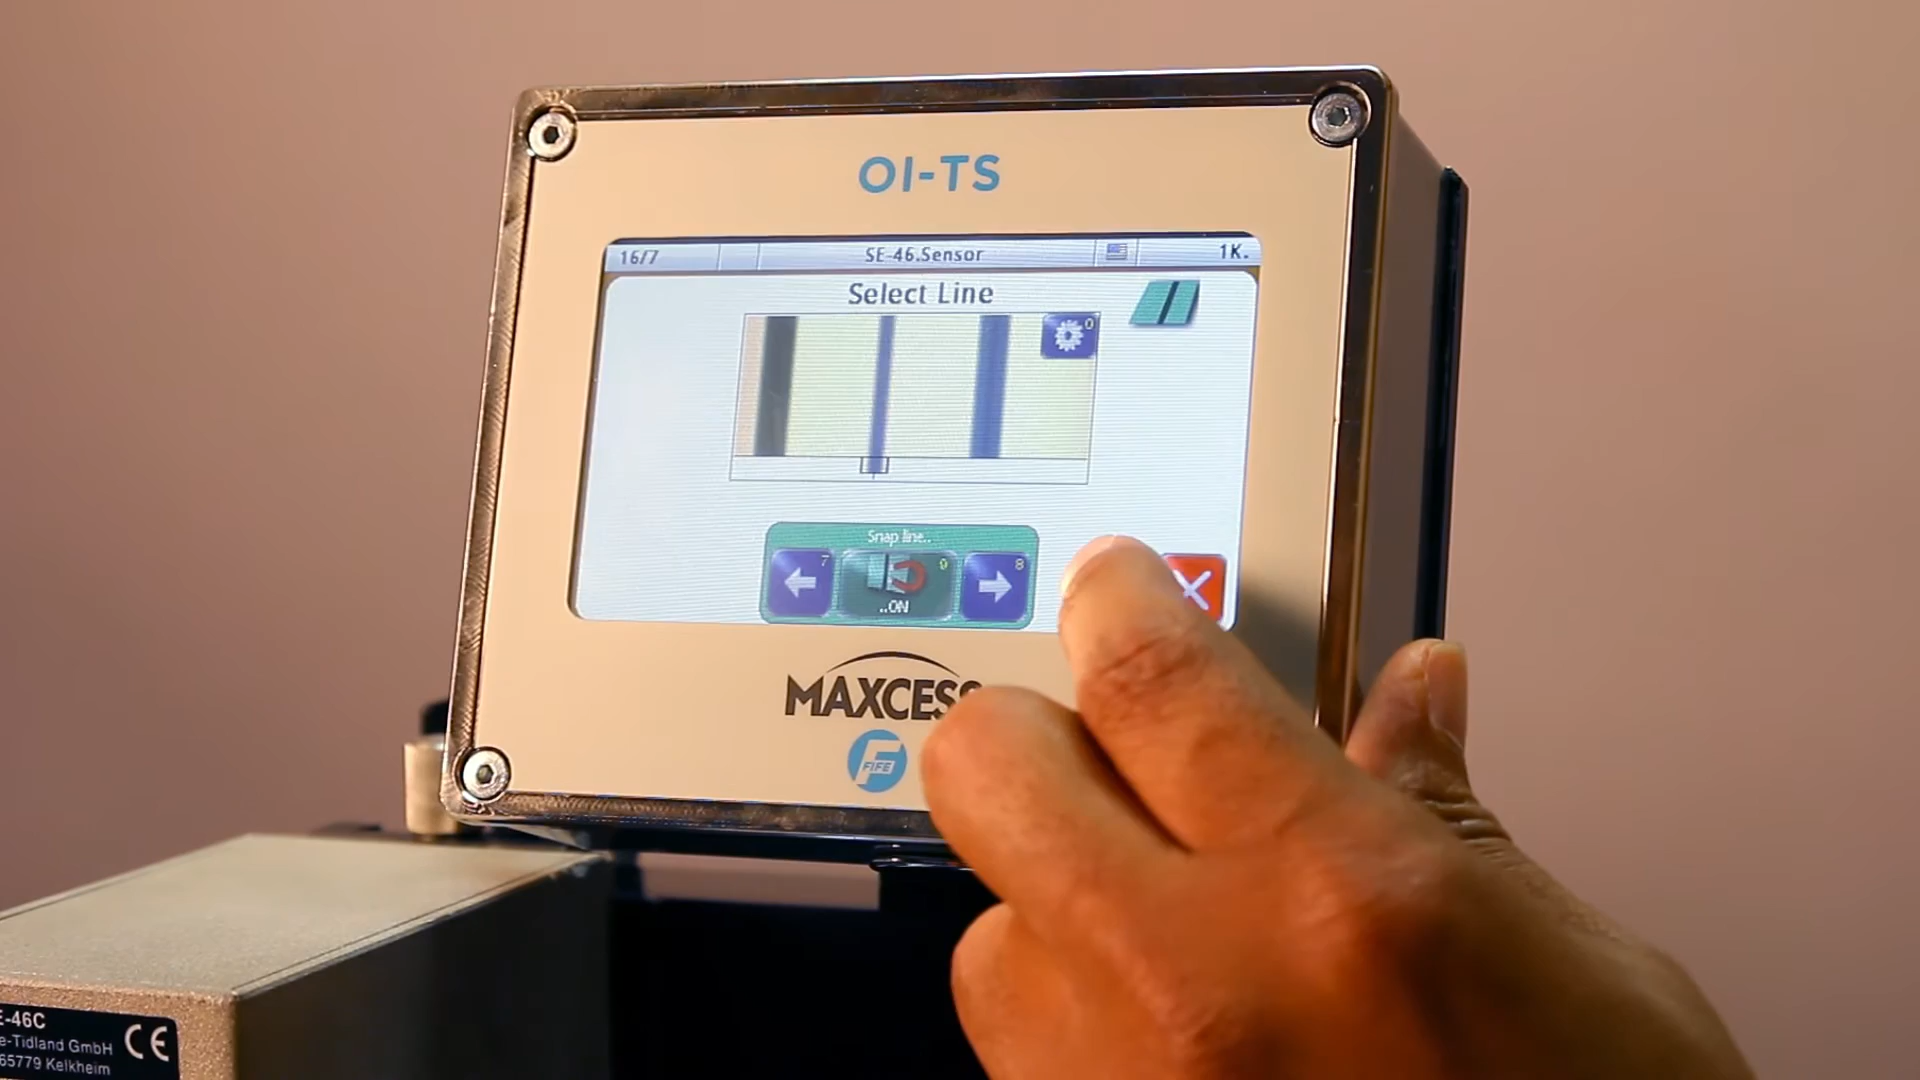 OI-TS
16/7 SE-46.Sensor 1K.
Select Line
0
Snap line..
7 9 8
..ON
MAXCESS
FIFE
E-46C CE
e-Tidland GmbH
65779 Kelkheim